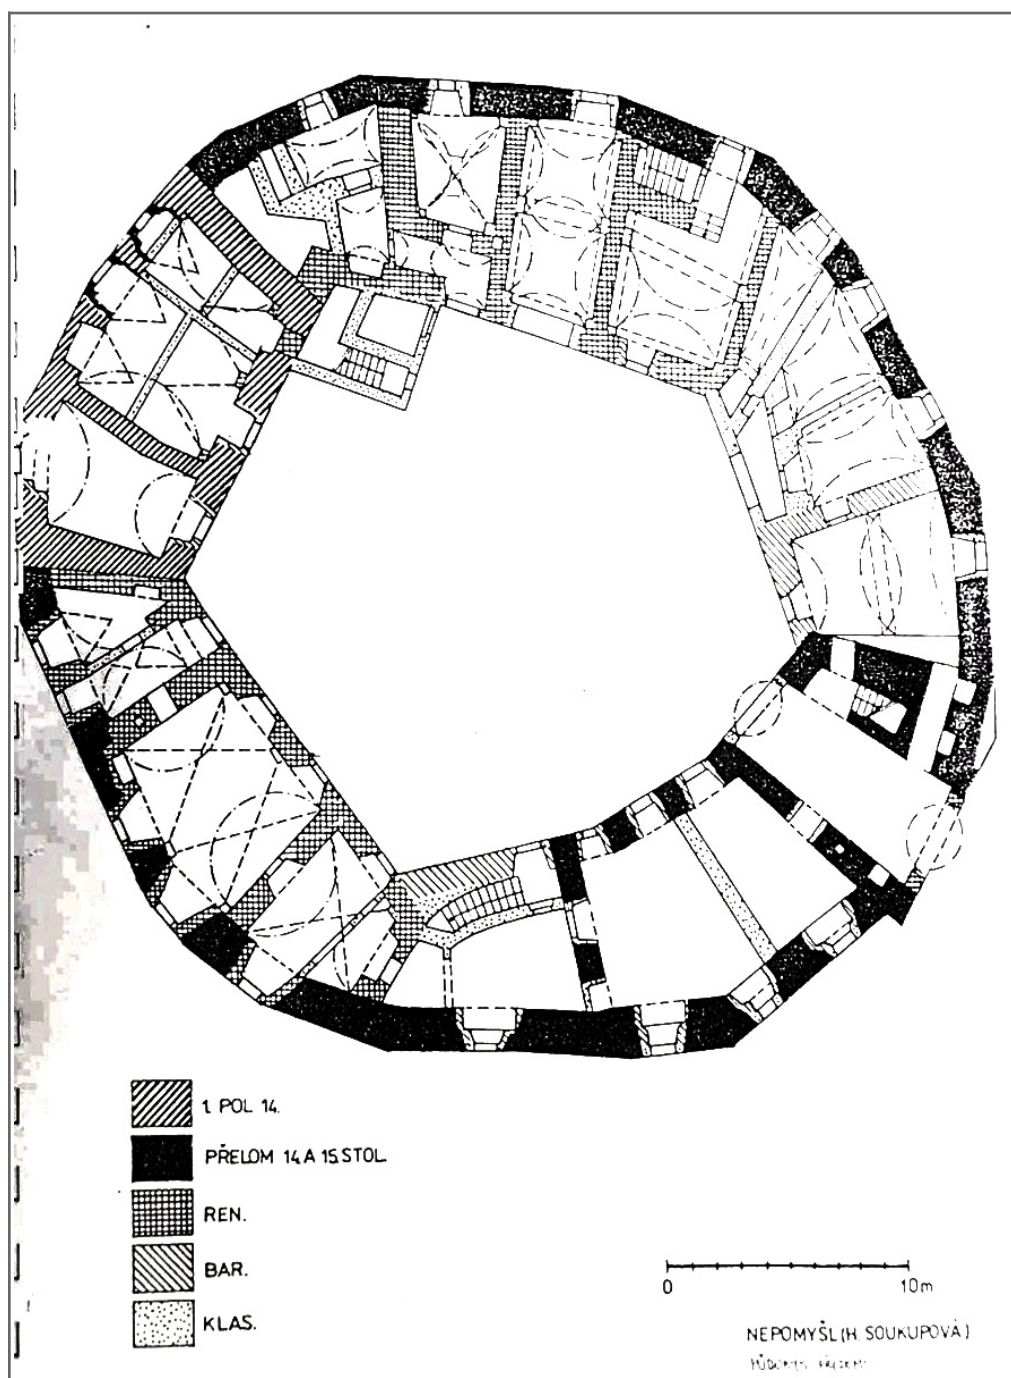 1. POL 14.
PŘELOM 14 A 15 STOL.
REN.
BAR.
KLAS.
0 10m
NEPOMYŠL (H. SOUKUPOVÁ)